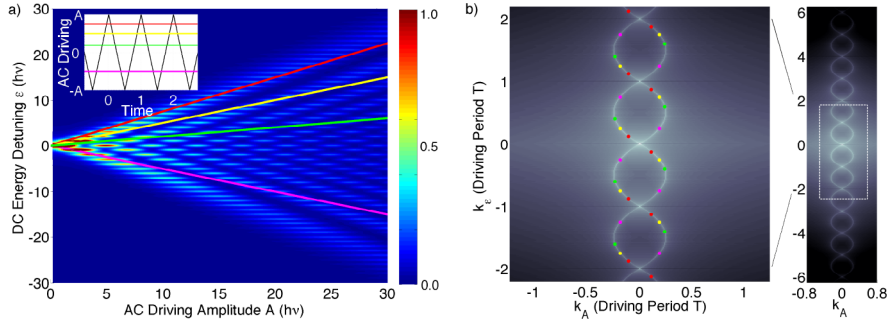 a)
30
20
10
0
-10
-20
-30
DC Energy Detuning ε (hν)
A
0
-A
AC Driving
0 1 2
Time
0 5 10 15 20 25 30
AC Driving Amplitude A (hν)
1.0
0.5
0.0
b)
2
1
0
-1
-2
kε (Driving Period T)
-1 -0.5 0 0.5 1
kA (Driving Period T)
6
4
2
0
-2
-4
-6
-0.8 0 0.8
kA